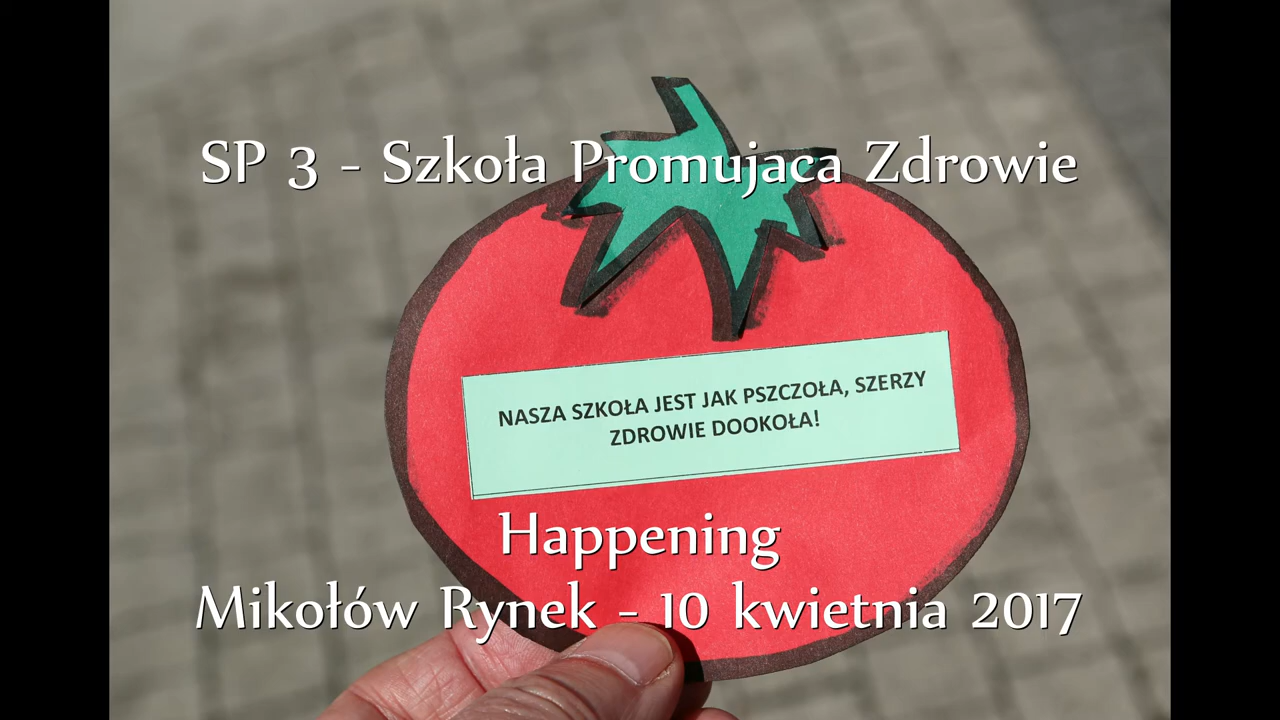 SP 3 - Szkoła Promujaca Zdrowie
NASZA SZKOŁA JEST JAK PSZCZOŁA, SZERZY
ZDROWIE DOOKOŁA!
Happening
Mikołów Rynek - 10 kwietnia 2017